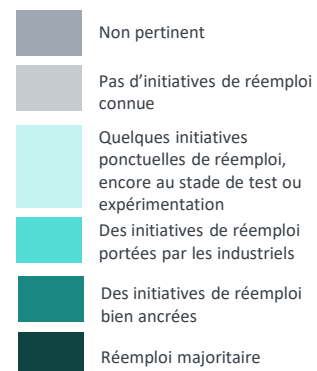 Non pertinent
Pas d’initiatives de réemploi
connue
Quelques initiatives
ponctuelles de réemploi,
encore au stade de test ou
expérimentation
Des initiatives de réemploi
portées par les industriels
Des initiatives de réemploi
bien ancrées
Réemploi majoritaire